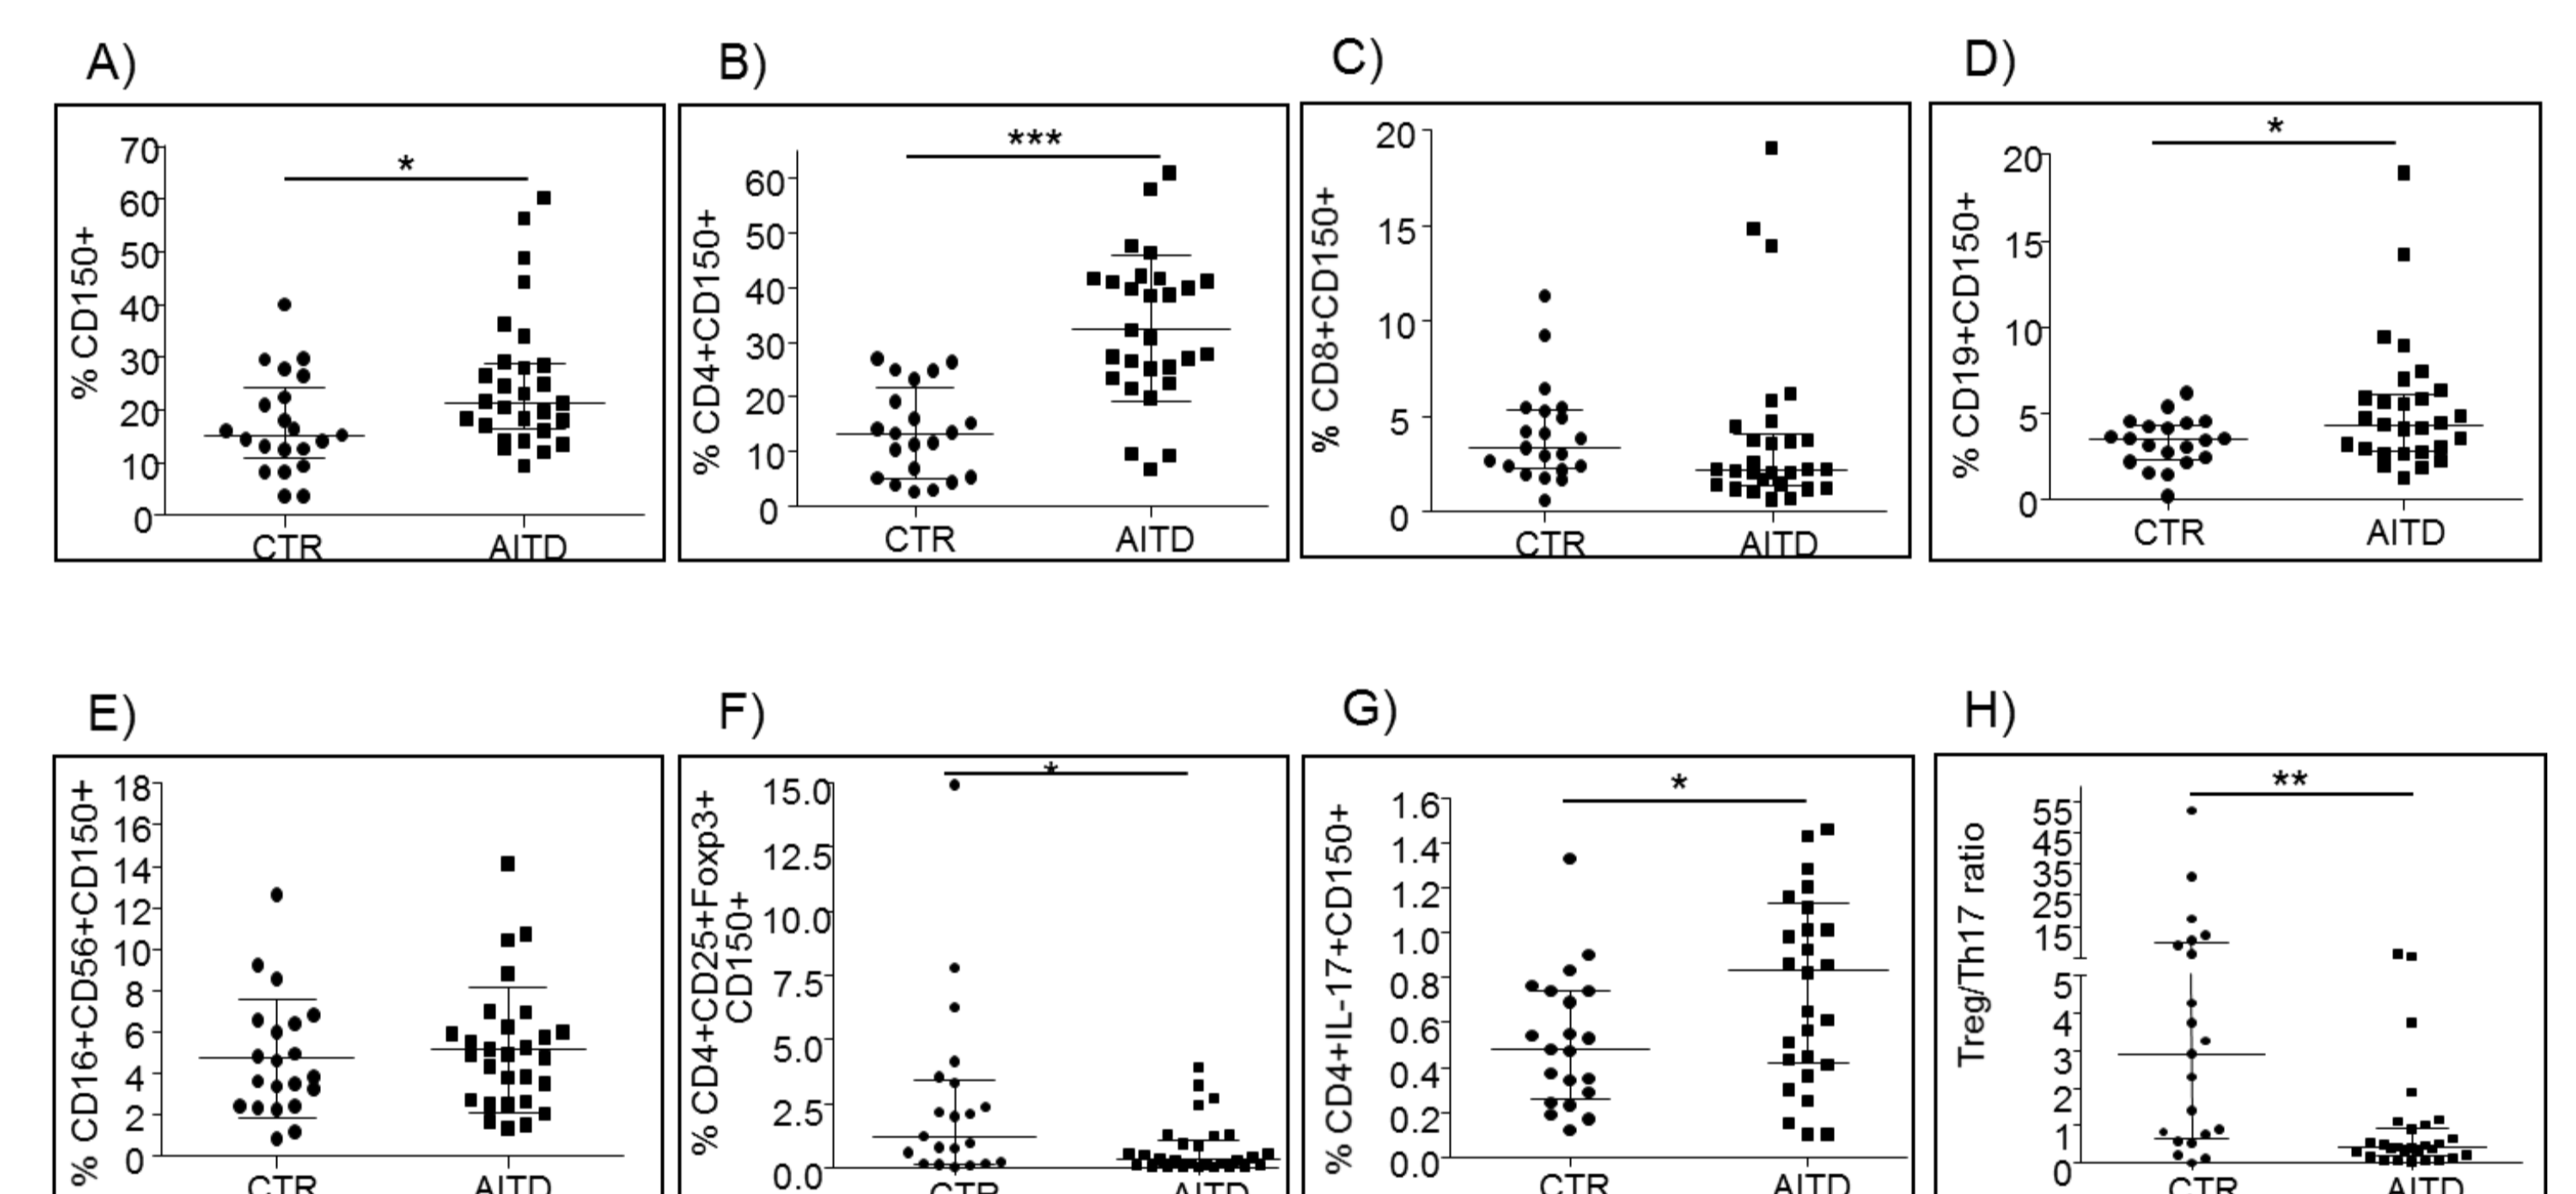 A)
B)
C)
D)
% CD150+
70
60
50
40
30
20
10
0
*
CTR
AITD
% CD4+CD150+
60
50
40
30
20
10
0
***
CTR
AITD
% CD8+CD150+
20
15
10
5
0
CTR
AITD
% CD19+CD150+
20
15
10
5
0
*
CTR
AITD
E)
F)
G)
H)
% CD16+CD56+CD150+
18
16
14
12
10
8
6
4
2
0
CTR
AITD
% CD4+CD25+Foxp3+
CD150+
15.0
12.5
10.0
7.5
5.0
2.5
0.0
*
CTR
AITD
% CD4+IL-17+CD150+
1.6
1.4
1.2
1.0
0.8
0.6
0.4
0.2
0.0
*
CTR
AITD
Treg/Th17 ratio
55
45
35
25
15
5
4
3
2
1
0
**
CTR
AITD